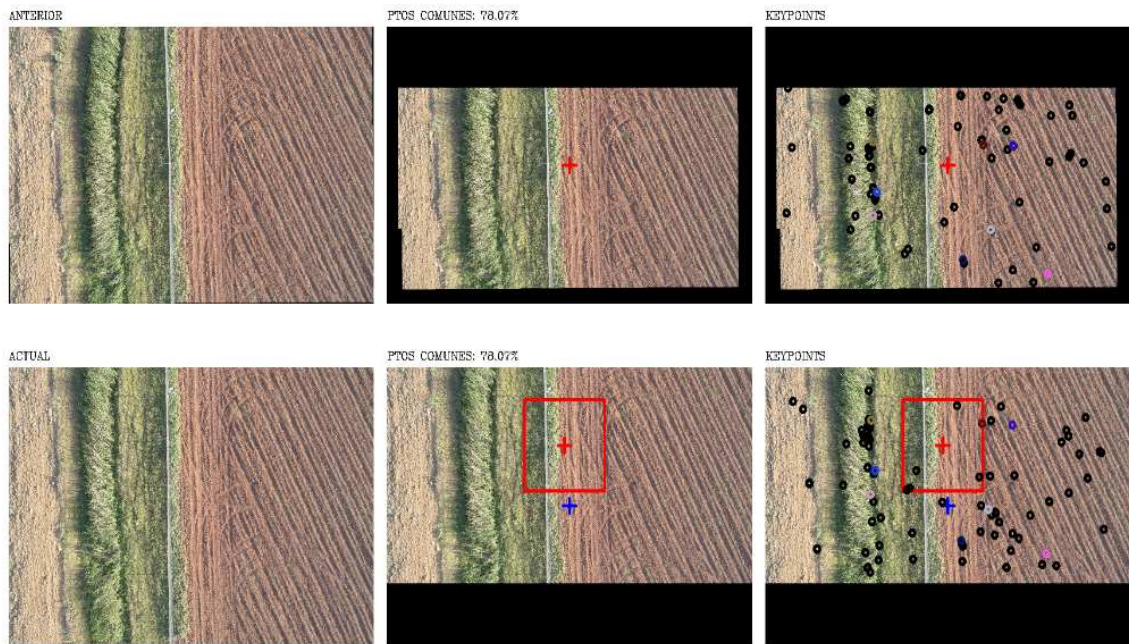 ANTERIOR
PTOS COMUNES: 78.07%
KEYPOINTS
ACTUAL
PTOS COMUNES: 78.07%
KEYPOINTS